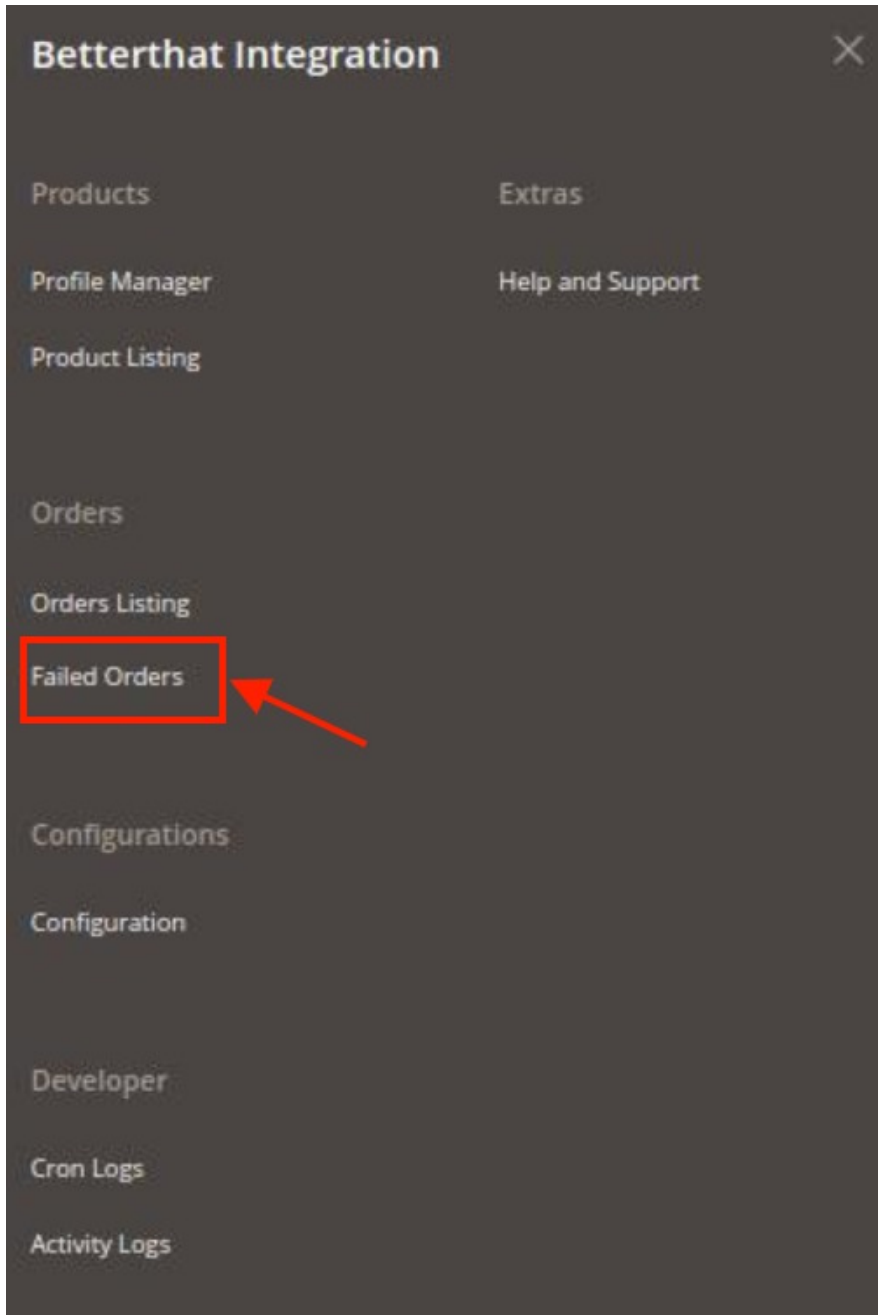 Betterthat Integration
Products
Profile Manager
Product Listing
Extras
Help and Support
Orders
Orders Listing
Failed Orders
Configurations
Configuration
Developer
Cron Logs
Activity Logs